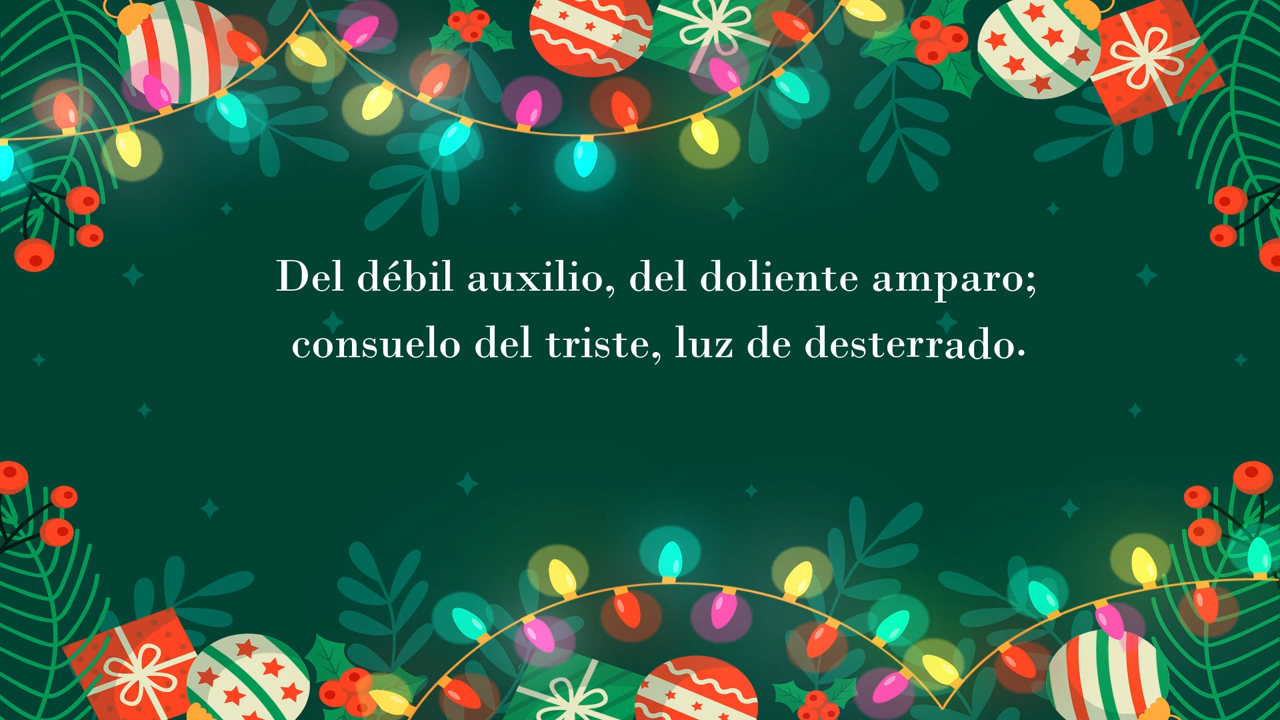 Del débil auxilio, del doliente amparo;
consuelo del triste, luz de desterrado.